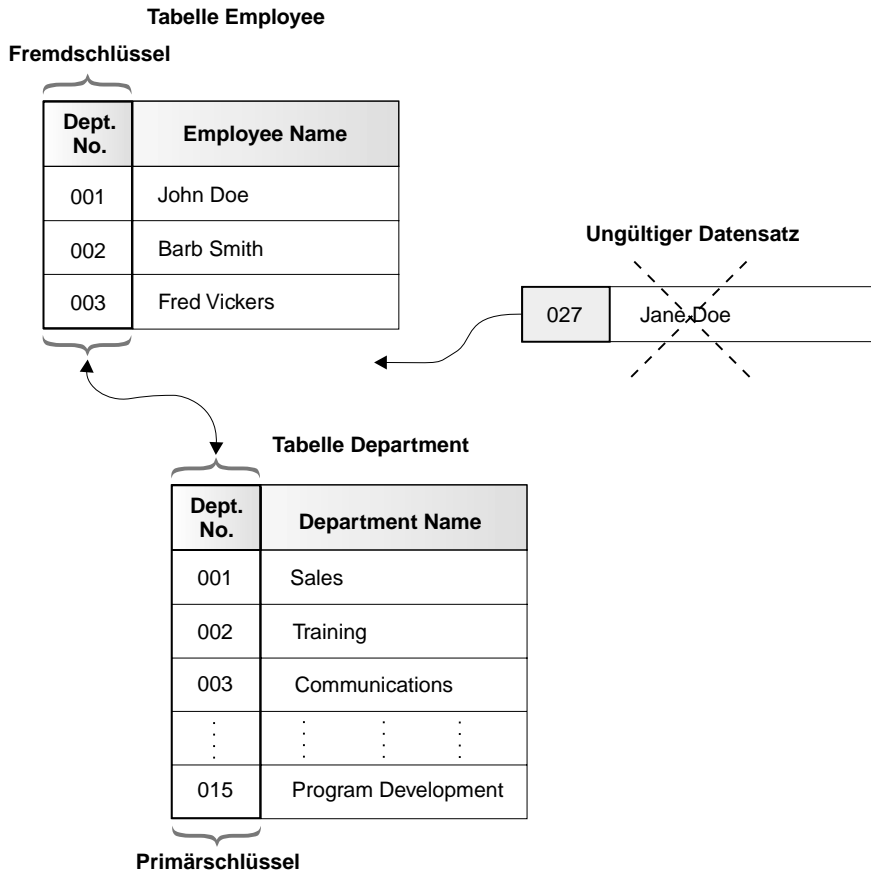 Tabelle Employee
Fremdschlüssel
Dept.
No.
Employee Name
001
John Doe
002
Barb Smith
003
Fred Vickers
Ungültiger Datensatz
027
Jane Doe
Tabelle Department
Dept.
No.
Department Name
001
Sales
002
Training
003
Communications
015
Program Development
Primärschlüssel